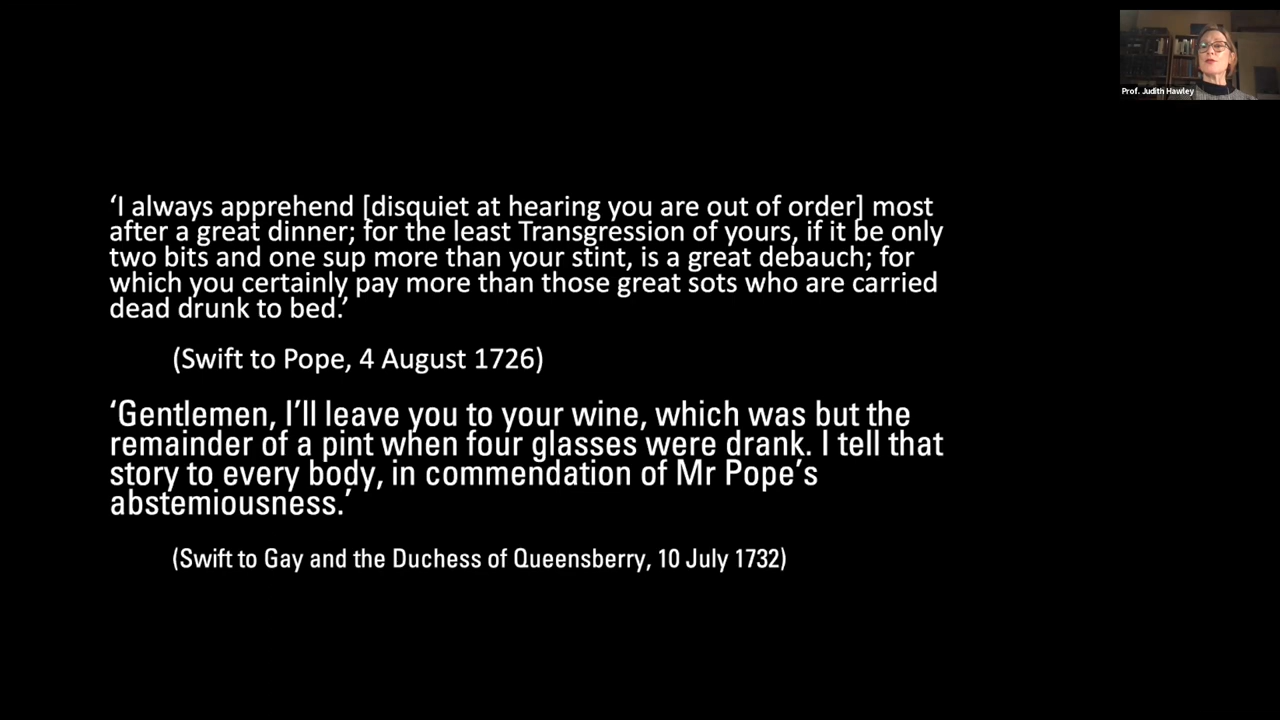 Prof. Judith Hawley
‘I always apprehend [disquiet at hearing you are out of order] most
after a great dinner; for the least Transgression of yours, if it be only
two bits and one sup more than your stint, is a great debauch; for
which you certainly pay more than those great sots who are carried
dead drunk to bed.’
(Swift to Pope, 4 August 1726)
‘Gentlemen, I’ll leave you to your wine, which was but the
remainder of a pint when four glasses were drank. I tell that
story to every body, in commendation of Mr Pope’s
abstemiousness.’
(Swift to Gay and the Duchess of Queensberry, 10 July 1732)